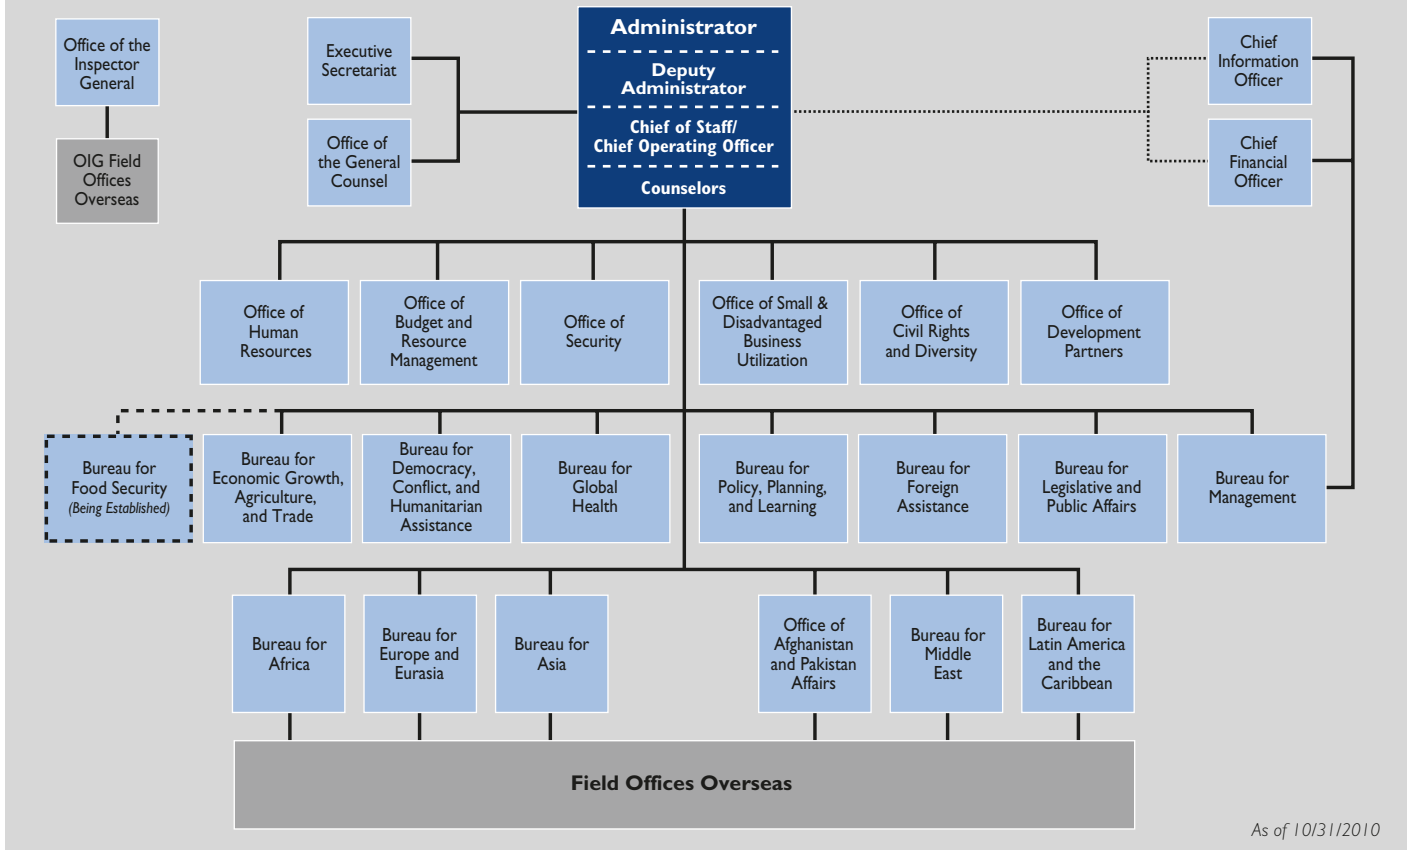 Office of the
Inspector
General
OIG Field
Offices
Overseas
Executive
Secretariat
Office of
the General
Counsel
Administrator
Deputy
Administrator
Chief of Staff/
Chief Operating Officer
Counselors
Chief
Information
Officer
Chief
Financial
Officer
Office of
Human
Resources
Office of
Budget and
Resource
Management
Office of
Security
Office of Small &
Disadvantaged
Business
Utilization
Office of
Civil Rights
and Diversity
Office of
Development
Partners
Bureau for
Food Security
(Being Established)
Bureau for
Economic Growth,
Agriculture,
and Trade
Bureau for
Democracy,
Conflict, and
Humanitarian
Assistance
Bureau for
Global
Health
Bureau for
Policy, Planning,
and Learning
Bureau for
Foreign
Assistance
Bureau for
Legislative and
Public Affairs
Bureau for
Management
Bureau for
Africa
Bureau for
Europe and
Eurasia
Bureau for
Asia
Office of
Afghanistan
and Pakistan
Affairs
Bureau for
Middle
East
Bureau for
Latin America
and the
Caribbean
Field Offices Overseas
As of 10/31/2010